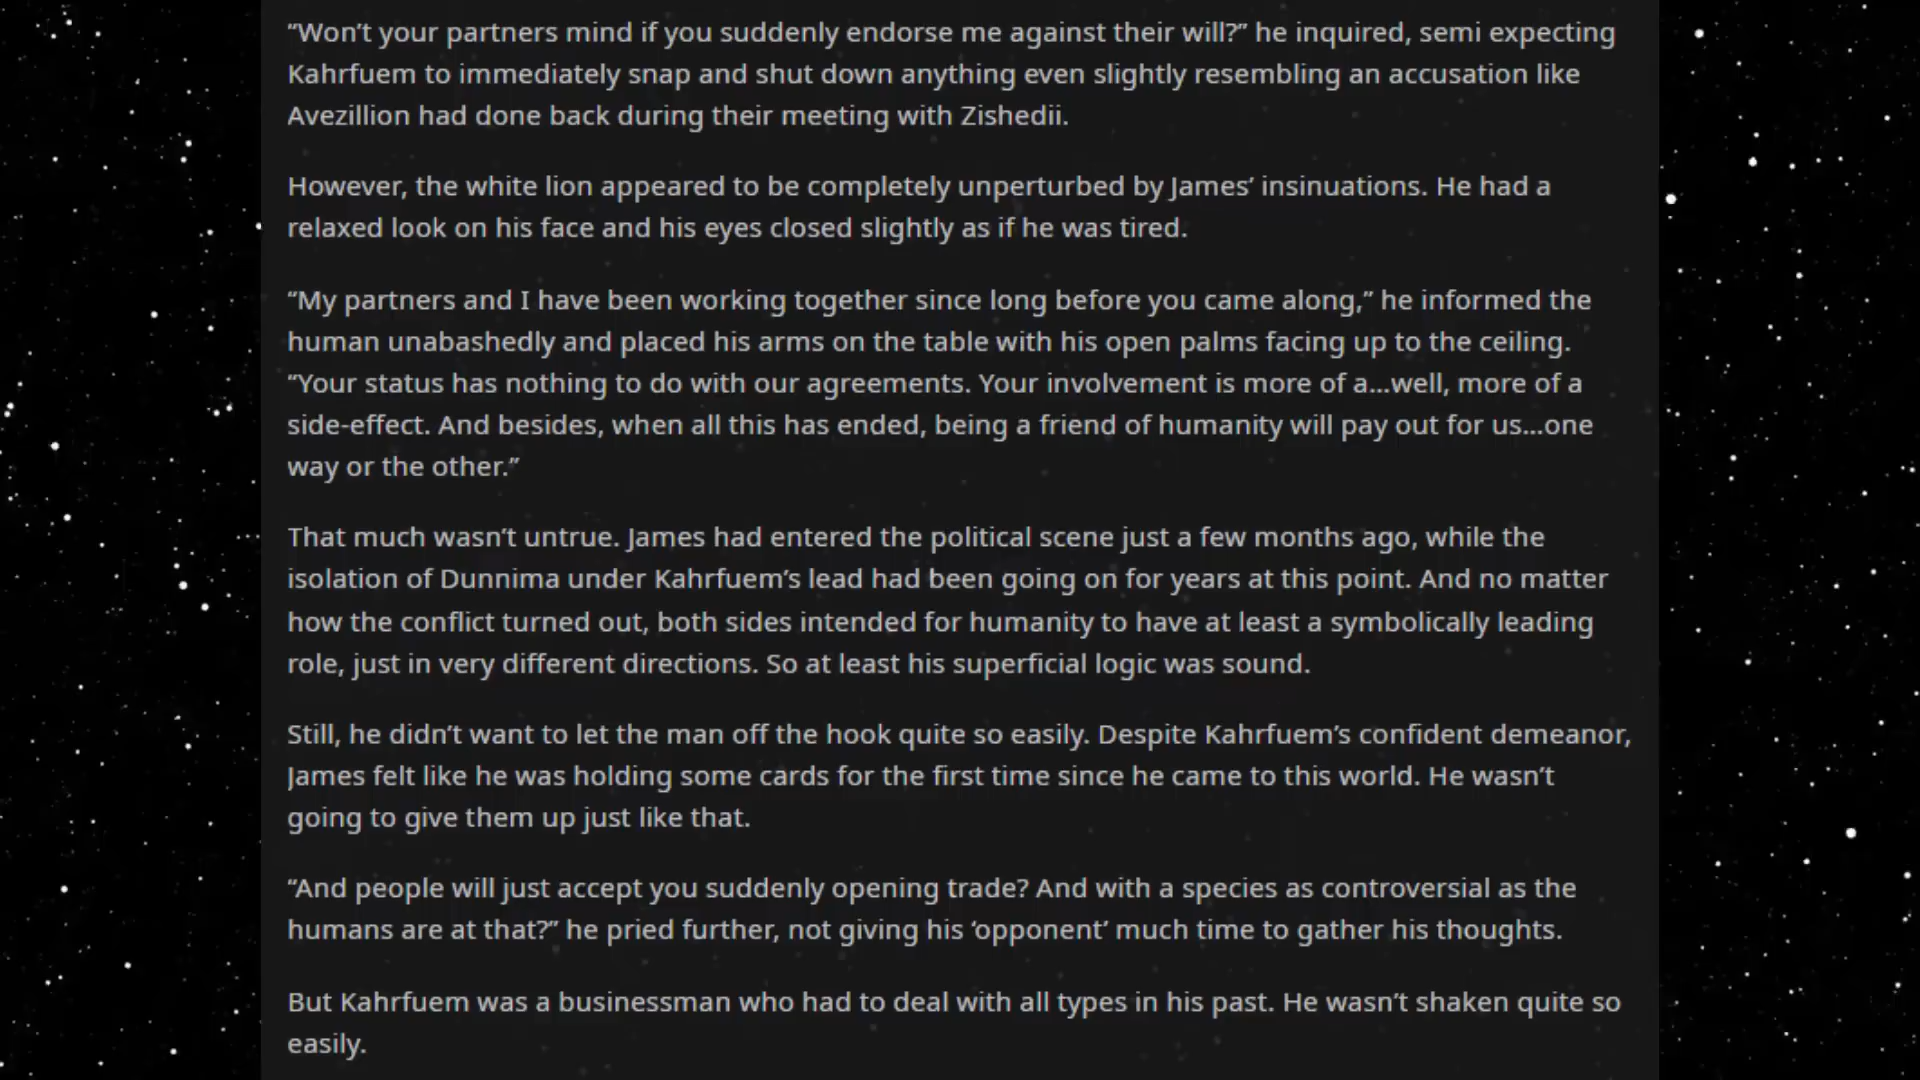 “Won’t your partners mind if you suddenly endorse me against their will?” he inquired, semi expecting
Kahrfuem to immediately snap and shut down anything even slightly resembling an accusation like
Avezillion had done back during their meeting with Zishedii.
However, the white lion appeared to be completely unperturbed by James’ insinuations. He had a
relaxed look on his face and his eyes closed slightly as if he was tired.
“My partners and I have been working together since long before you came along,” he informed the
human unabashedly and placed his arms on the table with his open palms facing up to the ceiling.
“Your status has nothing to do with our agreements. Your involvement is more of a…well, more of a
side-effect. And besides, when all this has ended, being a friend of humanity will pay out for us…one
way or the other.”
That much wasn’t untrue. James had entered the political scene just a few months ago, while the
isolation of Dunnima under Kahrfuem’s lead had been going on for years at this point. And no matter
how the conflict turned out, both sides intended for humanity to have at least a symbolically leading
role, just in very different directions. So at least his superficial logic was sound.
Still, he didn’t want to let the man off the hook quite so easily. Despite Kahrfuem’s confident demeanor,
James felt like he was holding some cards for the first time since he came to this world. He wasn’t
going to give them up just like that.
“And people will just accept you suddenly opening trade? And with a species as controversial as the
humans are at that?” he pried further, not giving his ‘opponent’ much time to gather his thoughts.
But Kahrfuem was a businessman who had to deal with all types in his past. He wasn’t shaken quite so
easily.